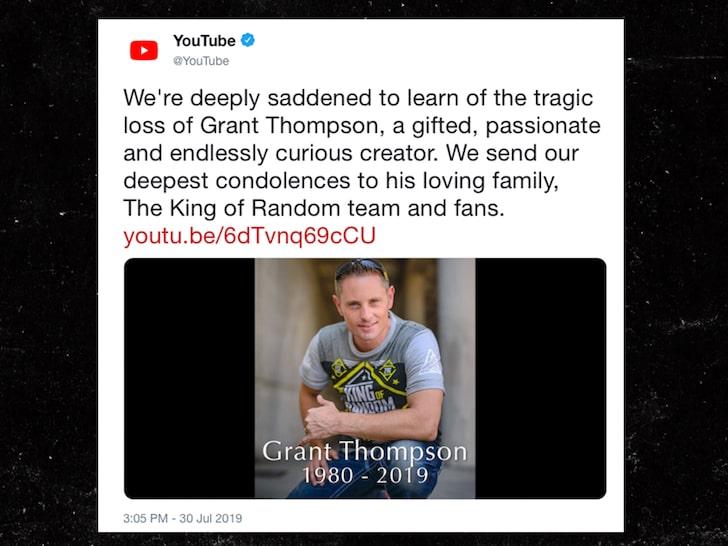 YouTube
@YouTube
We're deeply saddened to learn of the tragic
loss of Grant Thompson, a gifted, passionate
and endlessly curious creator. We send our
deepest condolences to his loving family,
The King of Random team and fans.
youtu.be/6dTvnq69cCU
KING OF
RANDOM
Grant Thompson
1980 - 2019
3:05 PM - 30 Jul 2019